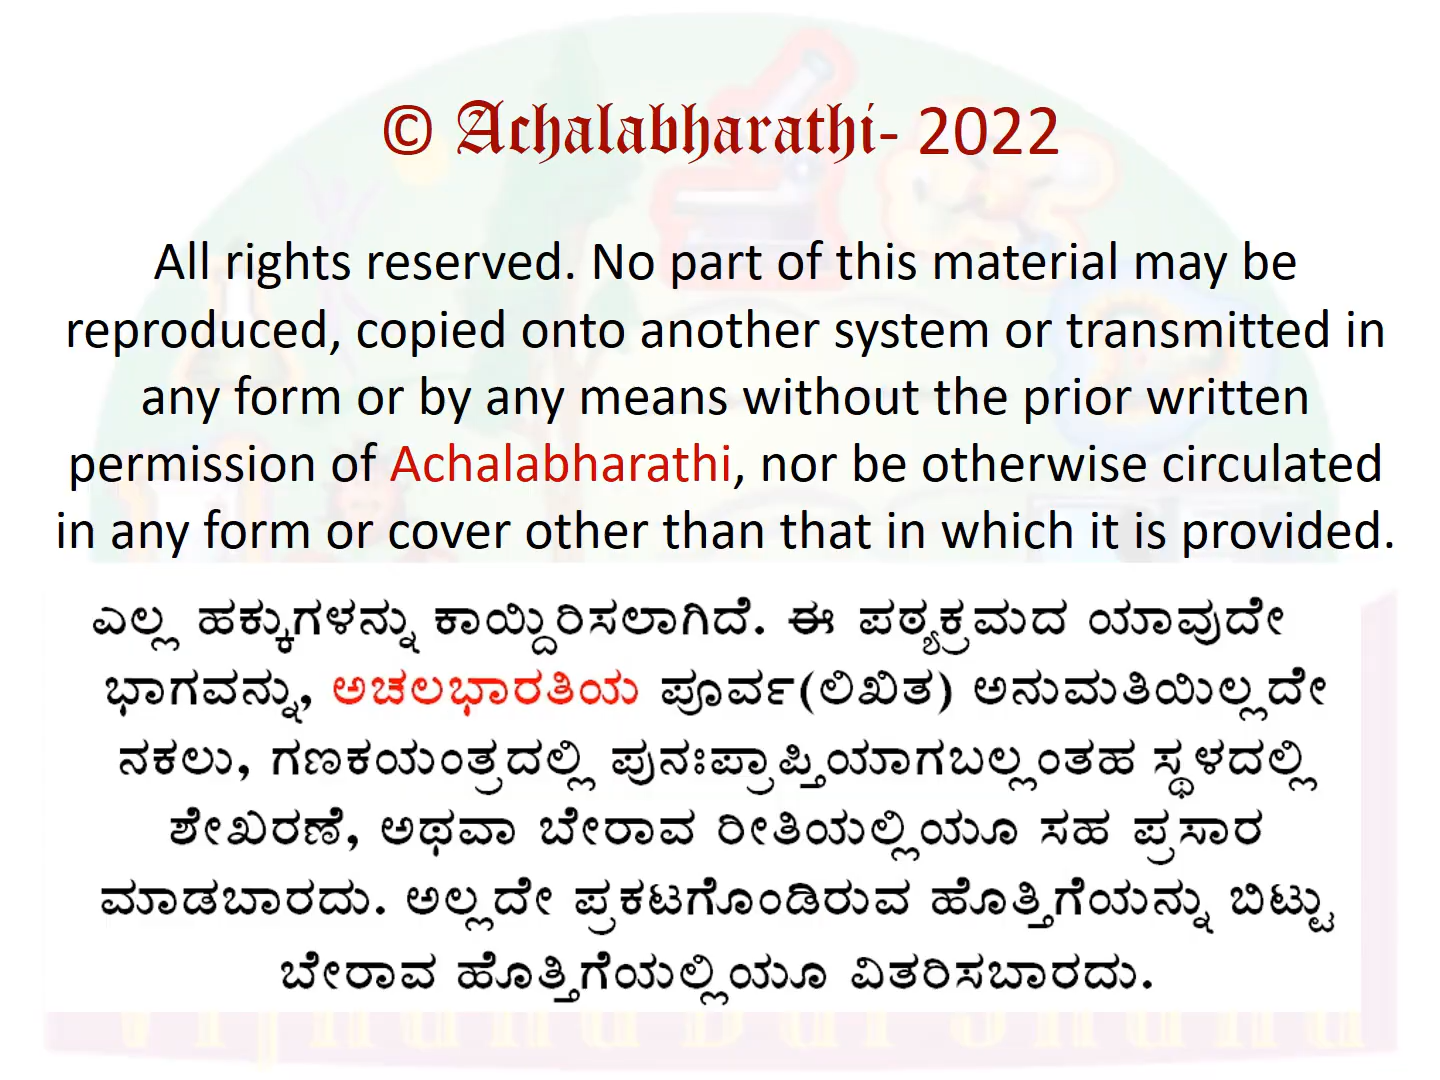 © Achalabharathi- 2022
All rights reserved. No part of this material may be
reproduced, copied onto another system or transmitted in
any form or by any means without the prior written
permission of Achalabharathi, nor be otherwise circulated
in any form or cover other than that in which it is provided.
ಎಲ್ಲ ಹಕ್ಕುಗಳನ್ನು ಕಾಯ್ದಿರಿಸಲಾಗಿದೆ. ಈ ಪಠ್ಯಕ್ರಮದ ಯಾವುದೇ
ಭಾಗವನ್ನು, ಅಚಲಭಾರತಿಯ ಪೂರ್ವ(ಲಿಖಿತ) ಅನುಮತಿಯಿಲ್ಲದೇ
ನಕಲು, ಗಣಕಯಂತ್ರದಲ್ಲಿ ಪುನಃಪ್ರಾಪ್ತಿಯಾಗಬಲ್ಲಂತಹ ಸ್ಥಳದಲ್ಲಿ
ಶೇಖರಣೆ, ಅಥವಾ ಬೇರಾವ ರೀತಿಯಲ್ಲಿಯೂ ಸಹ ಪ್ರಸಾರ
ಮಾಡಬಾರದು. ಅಲ್ಲದೇ ಪ್ರಕಟಗೊಂಡಿರುವ ಹೊತ್ತಿಗೆಯನ್ನು ಬಿಟ್ಟು
ಬೇರಾವ ಹೊತ್ತಿಗೆಯಲ್ಲಿಯೂ ವಿತರಿಸಬಾರದು.